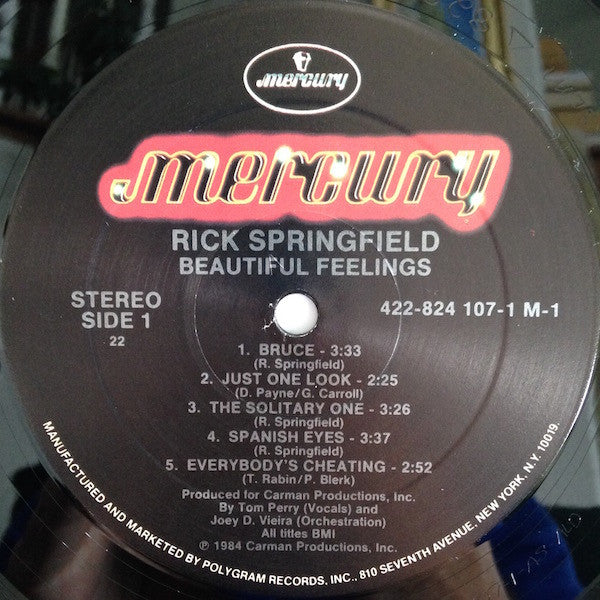 mercury
mercury
RICK SPRINGFIELD
BEAUTIFUL FEELINGS
STEREO
SIDE 1
22
422-824 107-1 M-1
1. BRUCE - 3:33
(R. Springfield)
2. JUST ONE LOOK - 2:25
(D. Payne/G. Carroll)
3. THE SOLITARY ONE - 3:26
(R. Springfield)
4. SPANISH EYES - 3:37
(R. Springfield)
5. EVERYBODY'S CHEATING - 2:52
(T. Rabin/P. Blerk)
Produced for Carman Productions, Inc.
By Tom Perry (Vocals) and
Joey D. Vieira (Orchestration)
All titles BMI
℗ 1984 Carman Productions, Inc.
MANUFACTURED AND MARKETED BY POLYGRAM RECORDS, INC., 810 SEVENTH AVENUE, NEW YORK, N.Y. 10019.